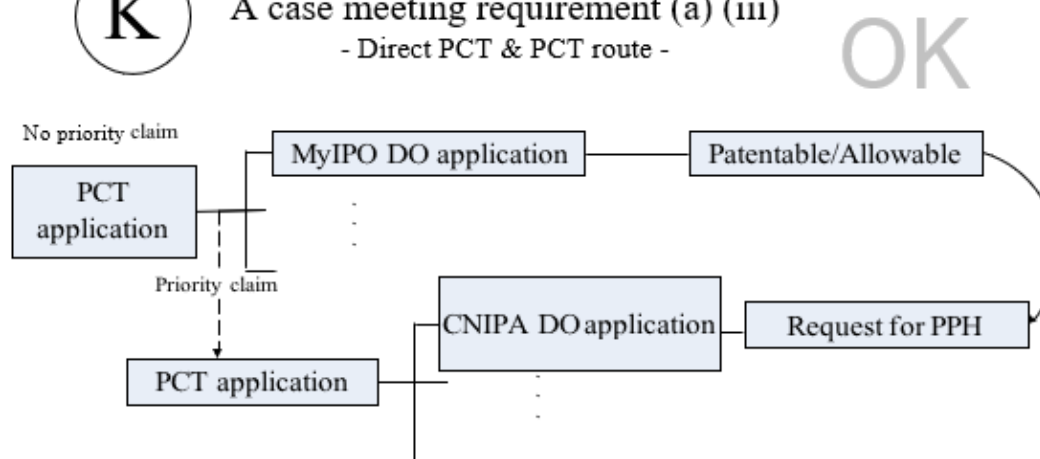 K
A case meeting requirement (a) (iii)
- Direct PCT & PCT route -
OK
No priority claim
PCT
application
MyIPO DO application
Patentable/Allowable
Priority claim
CNIPA DO application
Request for PPH
PCT application